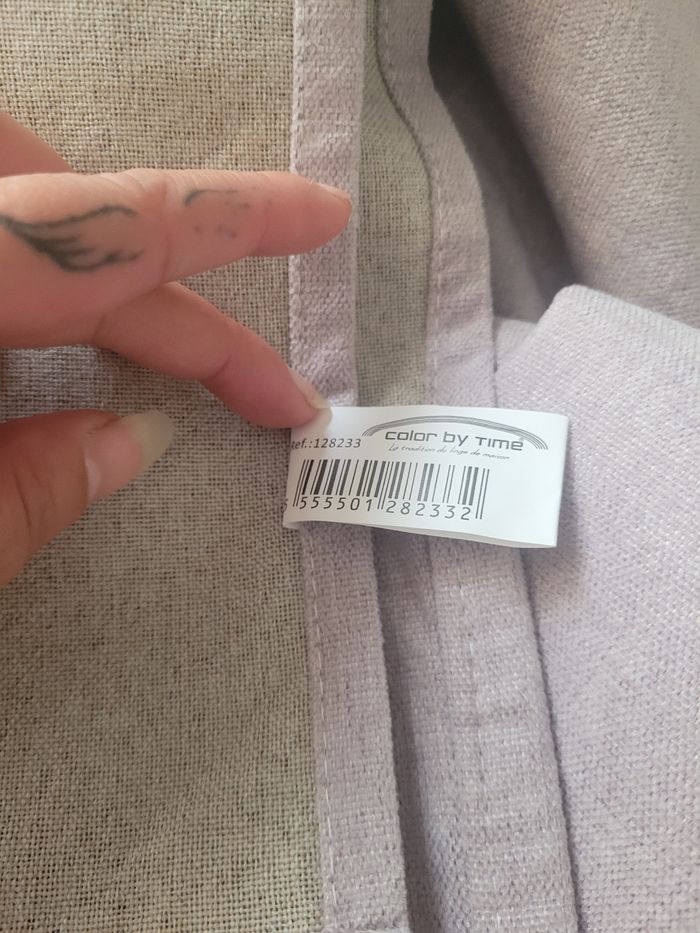 ef.:128233
color by TIME
La tradition du linge de maison
555501 282332